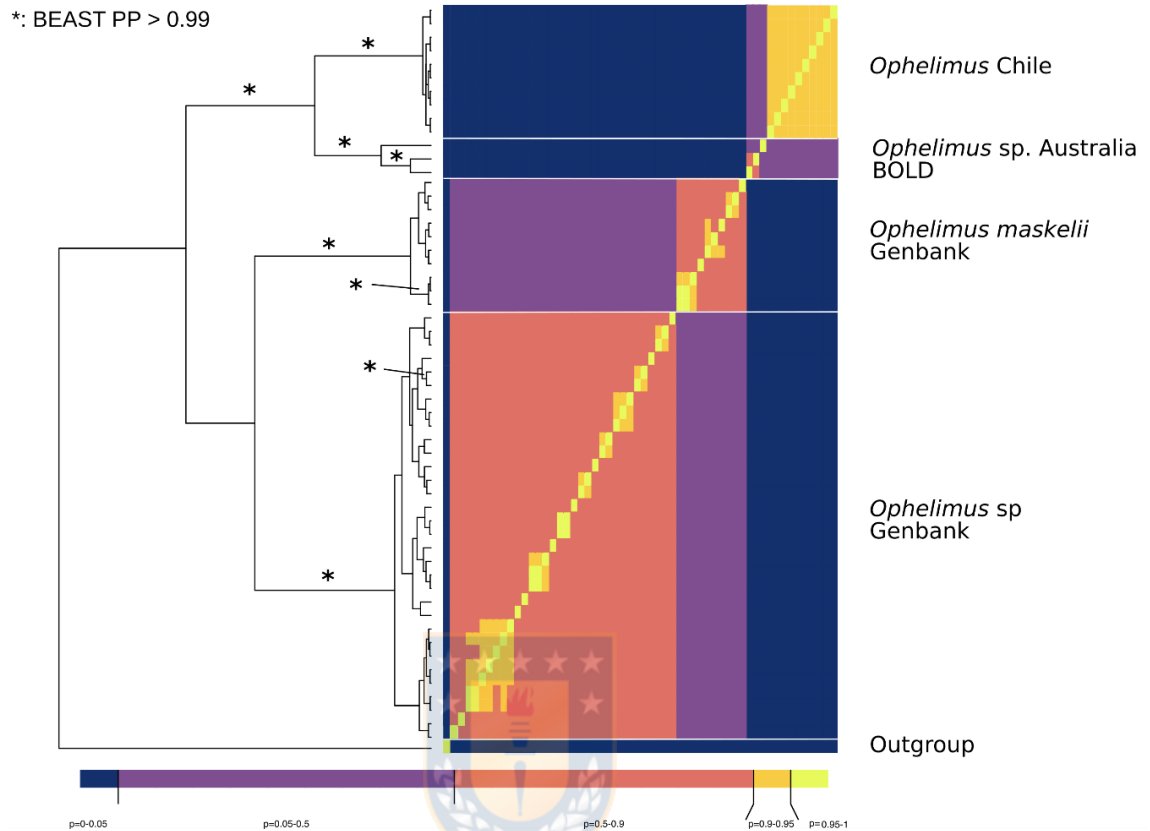 *: BEAST PP > 0.99
Ophelimus Chile
Ophelimus sp. Australia
BOLD
Ophelimus maskelii
Genbank
Ophelimus sp
Genbank
Outgroup
p=0-0.05 p=0.05-0.5 p=0.5-0.9 p=0.9-0.95 p=0.95-1